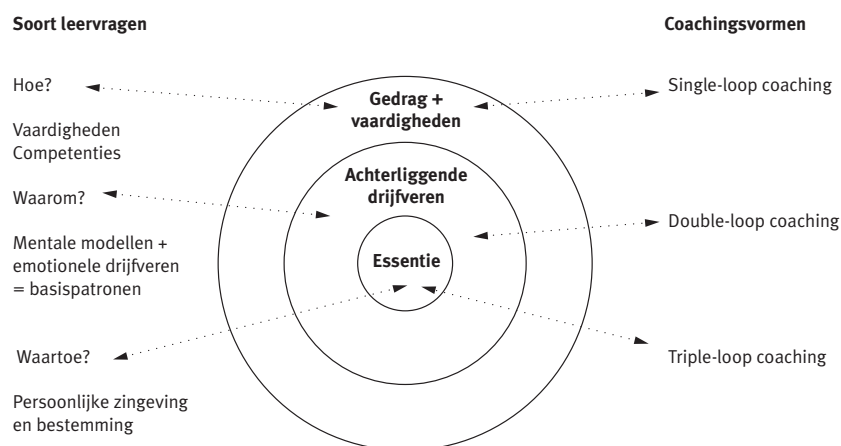 Soort leervragen
Coachingsvormen
Hoe?
Vaardigheden
Competenties
Waarom?
Mentale modellen +
emotionele drijfveren
= basispatronen
Waartoe?
Persoonlijke zingeving
en bestemming
Gedrag +
vaardigheden
Achterliggende
drijfveren
Essentie
Single-loop coaching
Double-loop coaching
Triple-loop coaching